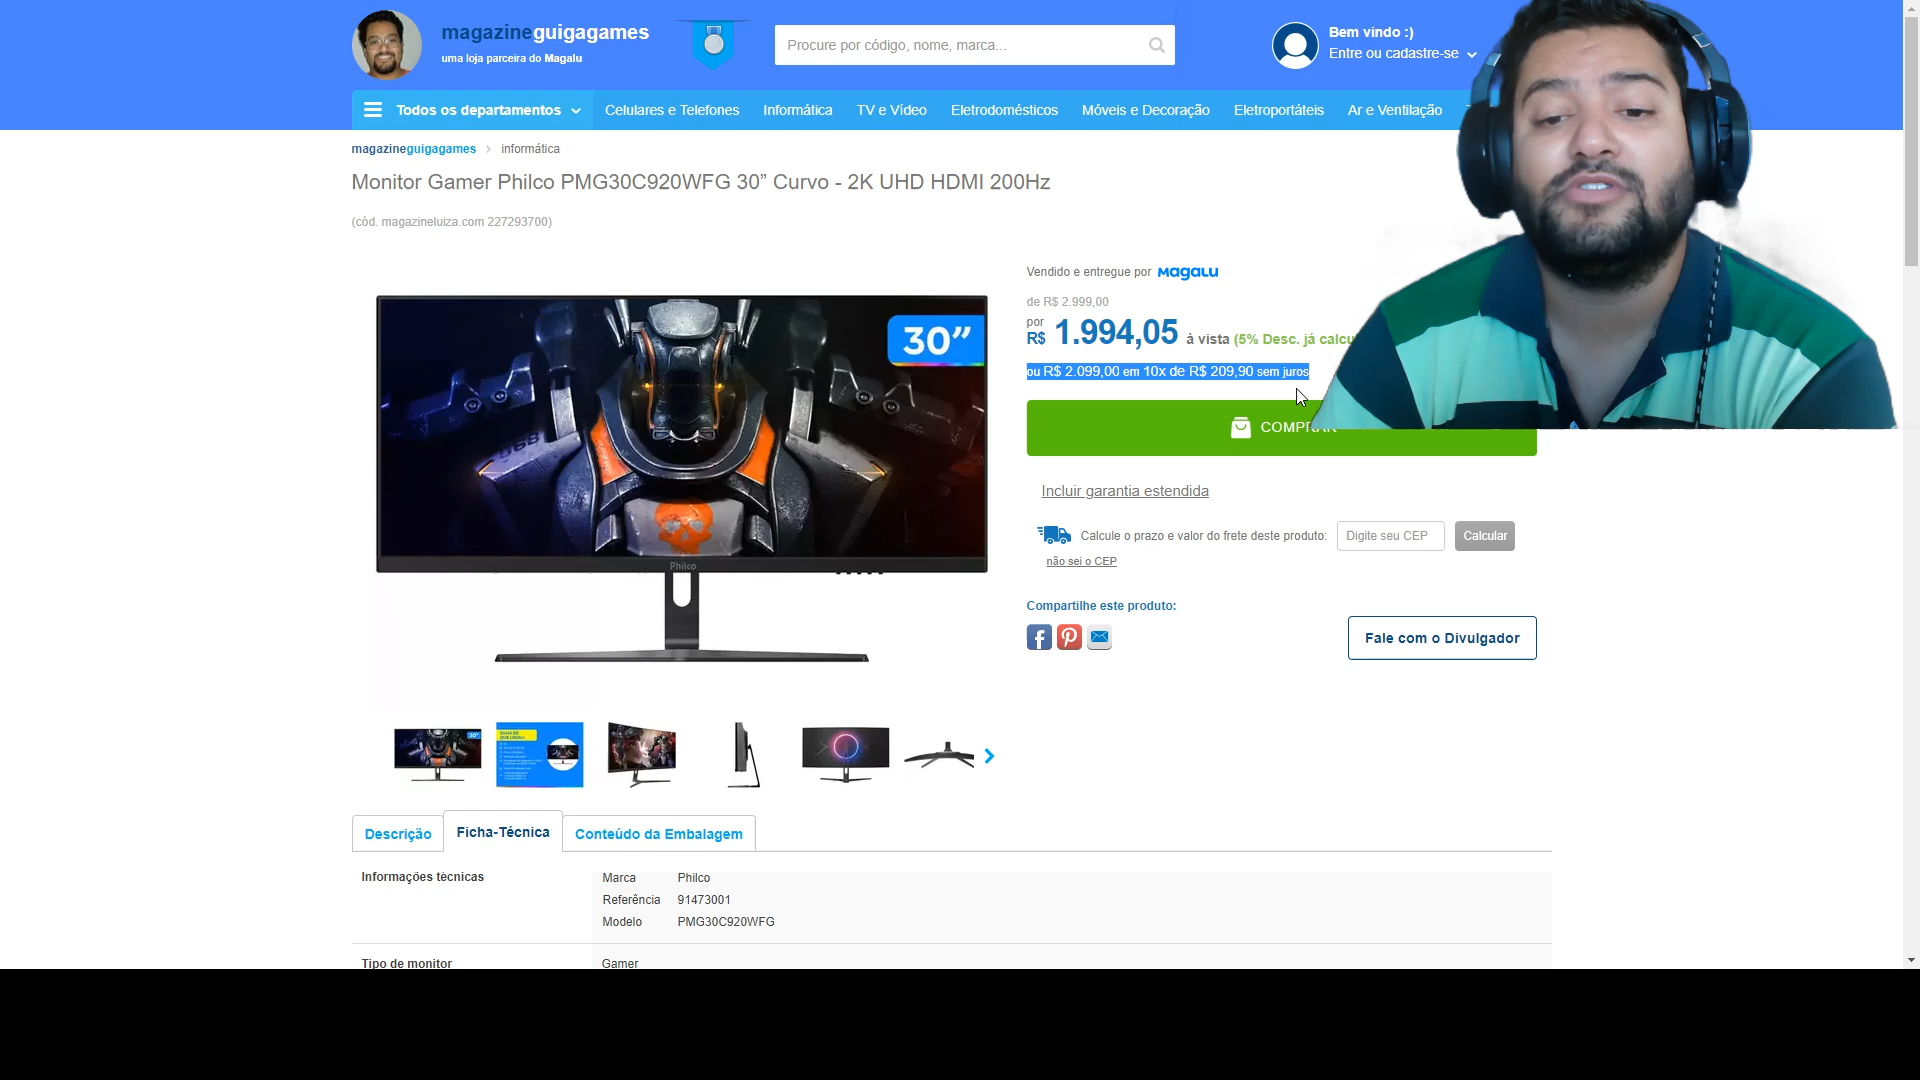 magazineguigagames
uma loja parceira do Magalu
Procure por código, nome, marca...
Bem vindo :)
Entre ou cadastre-se
Todos os departamentos
Celulares e Telefones
Informática
TV e Vídeo
Eletrodomésticos
Móveis e Decoração
Eletroportáteis
Ar e Ventilação
magazineguigagames > informática
Monitor Gamer Philco PMG30C920WFG 30” Curvo - 2K UHD HDMI 200Hz
(cód. magazineluiza.com 227293700)
30”
Philco
Vendido e entregue por Magalu
de R$ 2.999,00
por
R$ 1.994,05 à vista (5% Desc. já calcu
ou R$ 2.099,00 em 10x de R$ 209,90 sem juros
COMPRAR
Incluir garantia estendida
Calcule o prazo e valor do frete deste produto:
Digite seu CEP
Calcular
não sei o CEP
Compartilhe este produto:
Fale com o Divulgador
Descrição
Ficha-Técnica
Conteúdo da Embalagem
Informações técnicas
Marca Philco
Referência 91473001
Modelo PMG30C920WFG
Tipo de monitor
Gamer